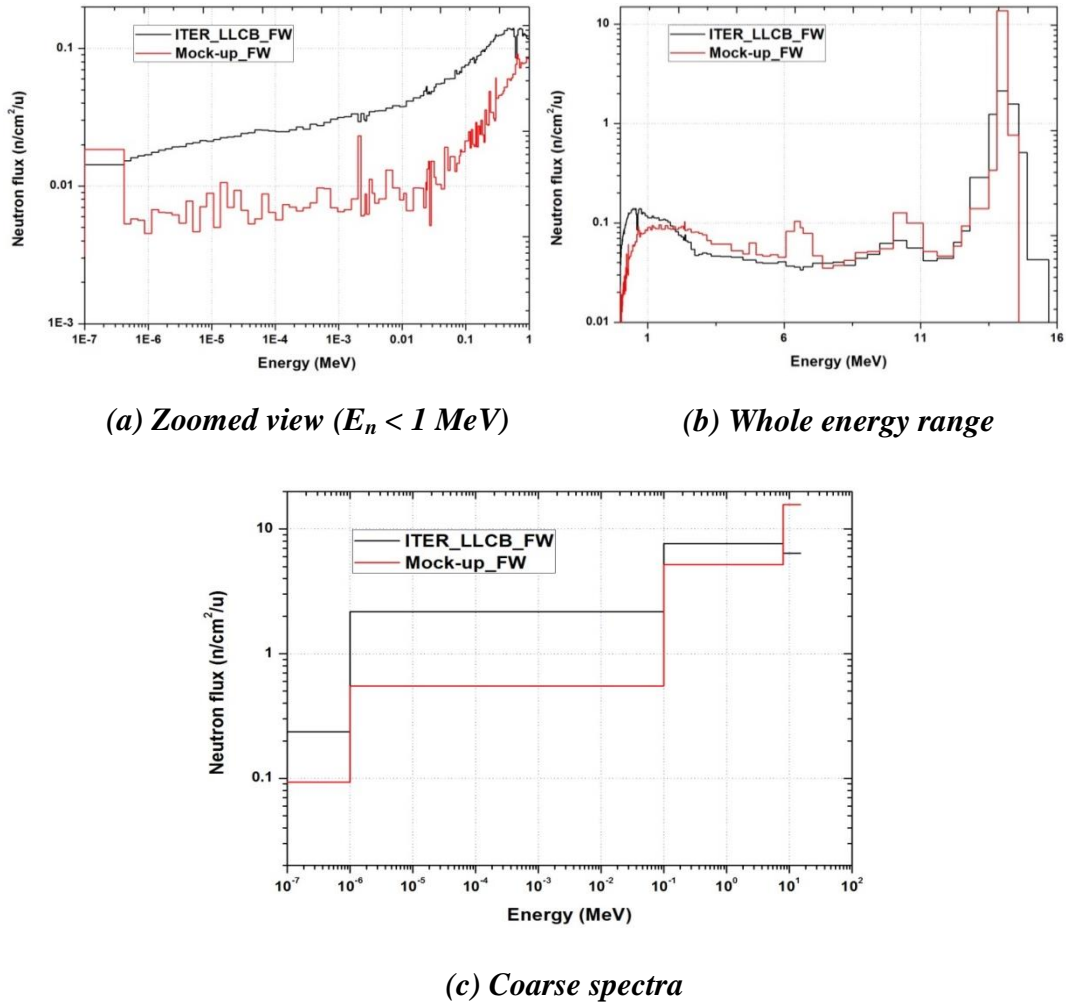 ITER_LLCB_FW
Mock-up_FW
Neutron flux (n/cm²/u)
0.1
0.01
1E-3
1E-7 1E-6 1E-5 1E-4 1E-3 0.01 0.1 1
Energy (MeV)
(a) Zoomed view (Eₙ < 1 MeV)
ITER_LLCB_FW
Mock-up_FW
Neutron flux (n/cm²/u)
10
1
0.1
0.01
1 6 11 16
Energy (MeV)
(b) Whole energy range
ITER_LLCB_FW
Mock-up_FW
Neutron flux (n/cm²/u)
10
1
0.1
10⁻⁷ 10⁻⁶ 10⁻⁵ 10⁻⁴ 10⁻³ 10⁻² 10⁻¹ 10⁰ 10¹ 10²
Energy (MeV)
(c) Coarse spectra